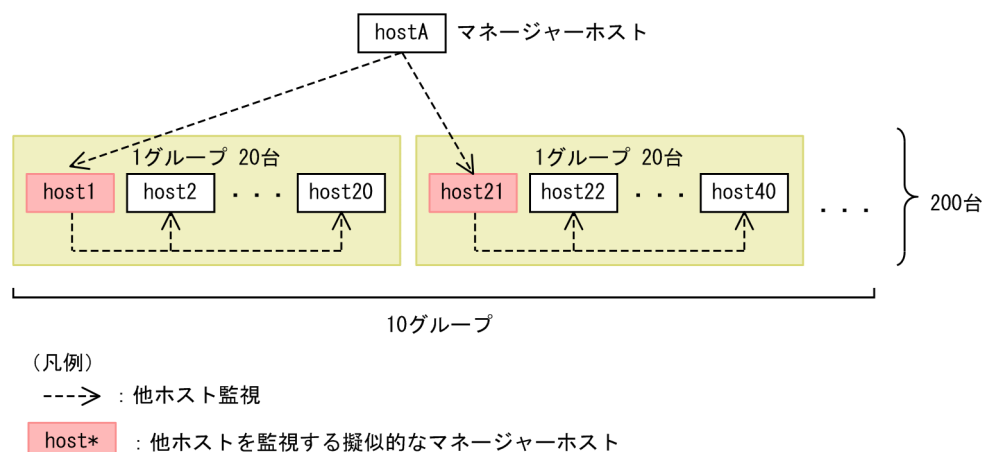 hostA マネージャーホスト
1グループ 20台 1グループ 20台
host1 host2 ・・・ host20 host21 host22 ・・・ host40 ・・・ 200台
10グループ
（凡例）
：他ホスト監視
host* ：他ホストを監視する擬似的なマネージャーホスト